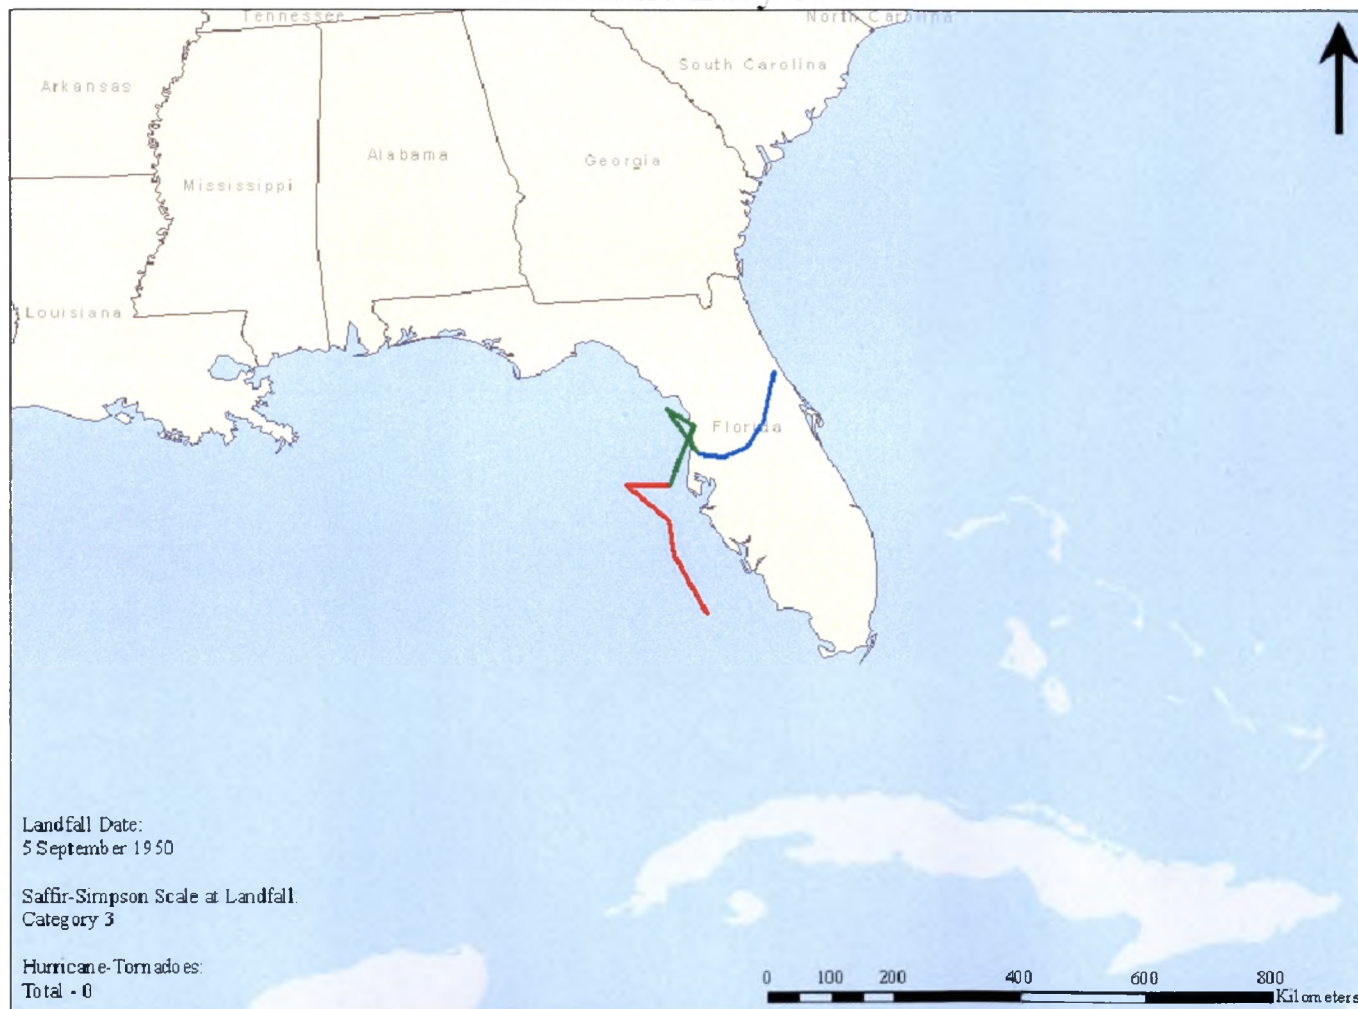 Tennessee
North Carolina
South Carolina
Arkansas
Alabama
Georgia
Mississippi
Louisiana
Florida
Landfall Date:
5 September 1950
Saffir-Simpson Scale at Landfall:
Category 3
Hurricane-Tornadoes:
Total - 0
0 100 200 400 600 800
Kilometers